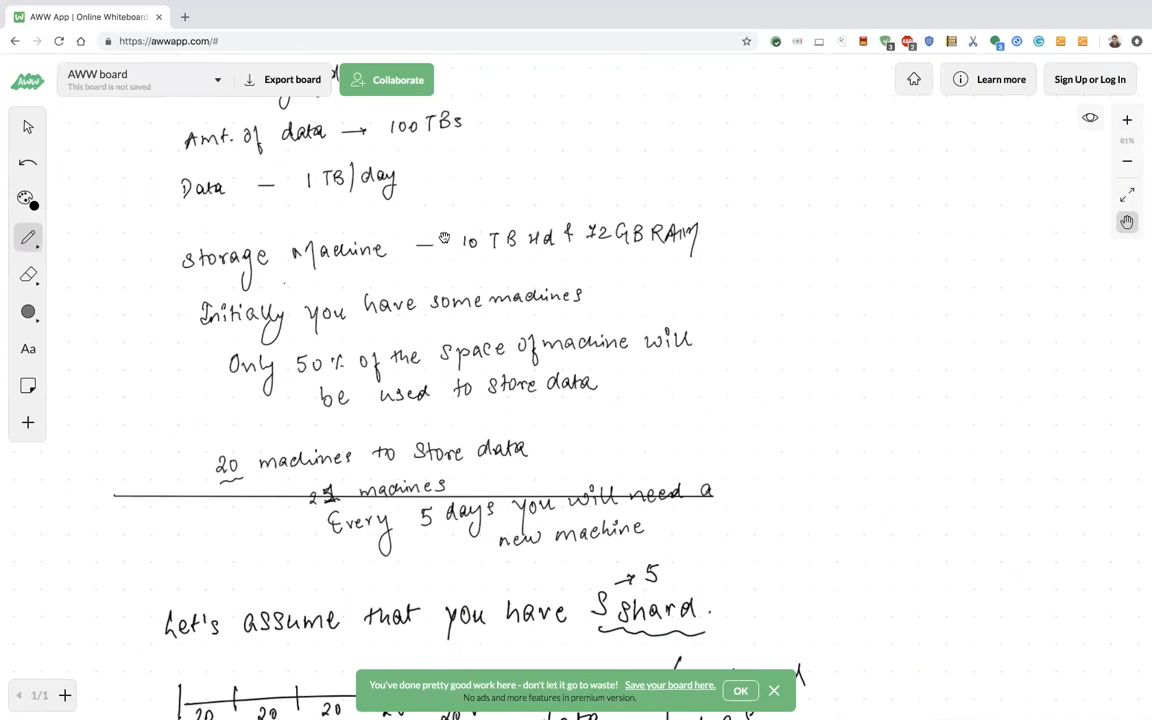 AWW App | Online Whiteboard
https://awwapp.com/#
AWW
AWW board
This board is not saved
Export board
Collaborate
Learn more
Sign Up or Log In
81%
Amt. of data → 100 TBs
Data - 1 TB/day
Storage Machine - 10 TB Hd & 72 GB RAM
Initially you have some machines
Only 50% of the space of machine will
be used to store data
20 machines to store data
machines
Every 5 days you will need a
new machine
→ 5
Let's assume that you have S shard.
20 20 20
Aa
1/1
You've done pretty good work here - don't let it go to waste! Save your board here.
No ads and more features in premium version.
OK